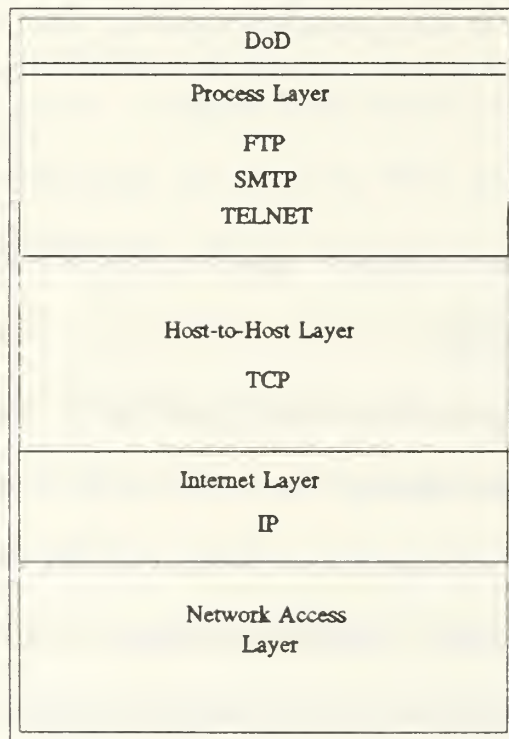 DoD
Process Layer
FTP
SMTP
TELNET
Host-to-Host Layer
TCP
Internet Layer
IP
Network Access
Layer